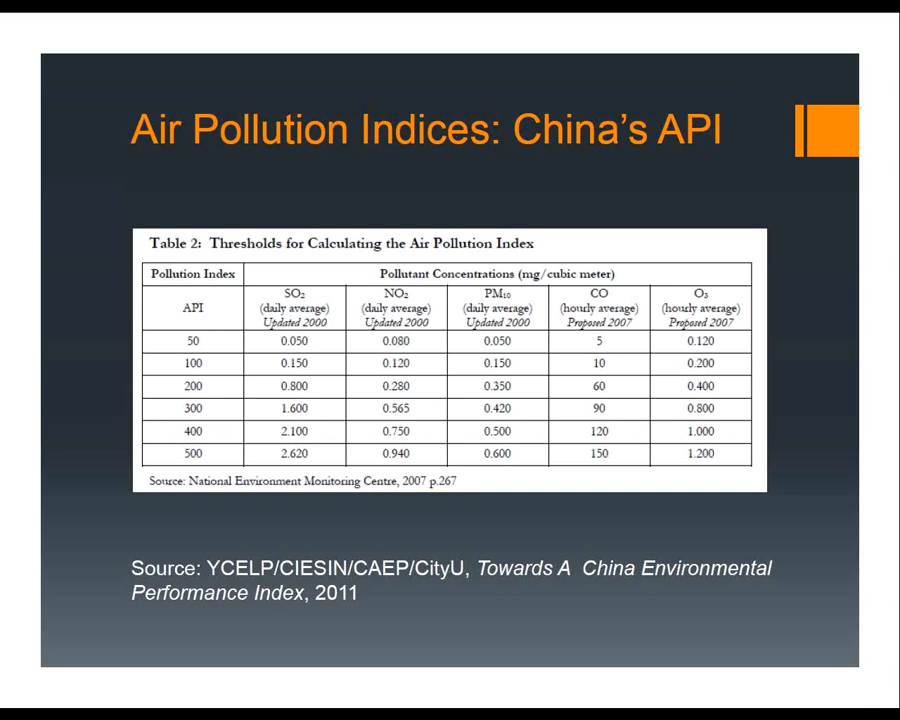 Air Pollution Indices: China's API
Table 2: Thresholds for Calculating the Air Pollution Index
Pollution Index Pollutant Concentrations (mg/cubic meter)
API SO₂ (daily average) Updated 2000 NO₂ (daily average) Updated 2000 PM₁₀ (daily average) Updated 2000 CO (hourly average) Proposed 2007 O₃ (hourly average) Proposed 2007
50 0.050 0.080 0.050 5 0.120
100 0.150 0.120 0.150 10 0.200
200 0.800 0.280 0.350 60 0.400
300 1.600 0.565 0.420 90 0.800
400 2.100 0.750 0.500 120 1.000
500 2.620 0.940 0.600 150 1.200
Source: National Environment Monitoring Centre, 2007 p.267
Source: YCELP/CIESIN/CAEP/CityU, Towards A China Environmental
Performance Index, 2011